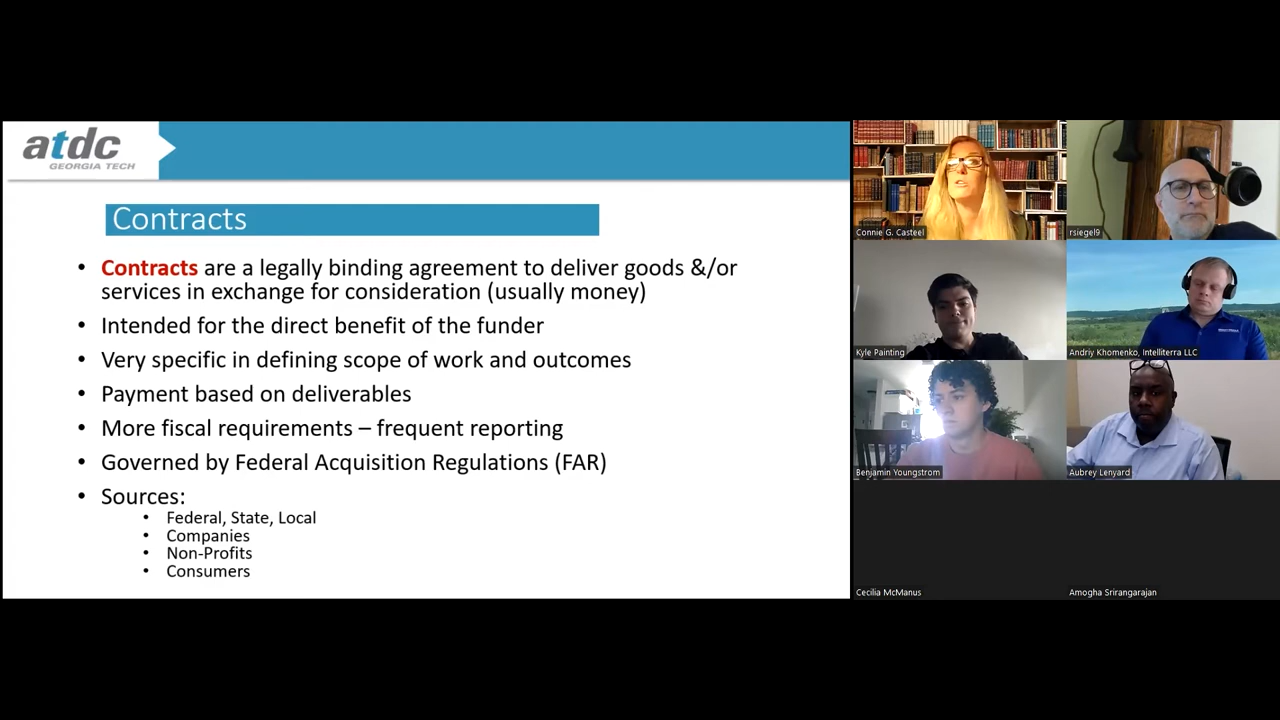 atdc
GEORGIA TECH
Contracts
• Contracts are a legally binding agreement to deliver goods &/or
services in exchange for consideration (usually money)
• Intended for the direct benefit of the funder
• Very specific in defining scope of work and outcomes
• Payment based on deliverables
• More fiscal requirements – frequent reporting
• Governed by Federal Acquisition Regulations (FAR)
• Sources:
• Federal, State, Local
• Companies
• Non-Profits
• Consumers
Connie G. Casteel
rsiegel9
Kyle Painting
Andriy Khomenko, Intelliterra LLC
Benjamin Youngstrom
Aubrey Lenyard
Cecilia McManus
Amogha Srirangarajan